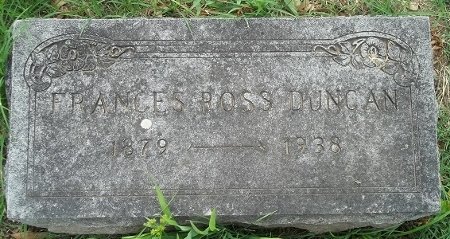 FRANCES ROSS DUNCAN
1879 — 1938